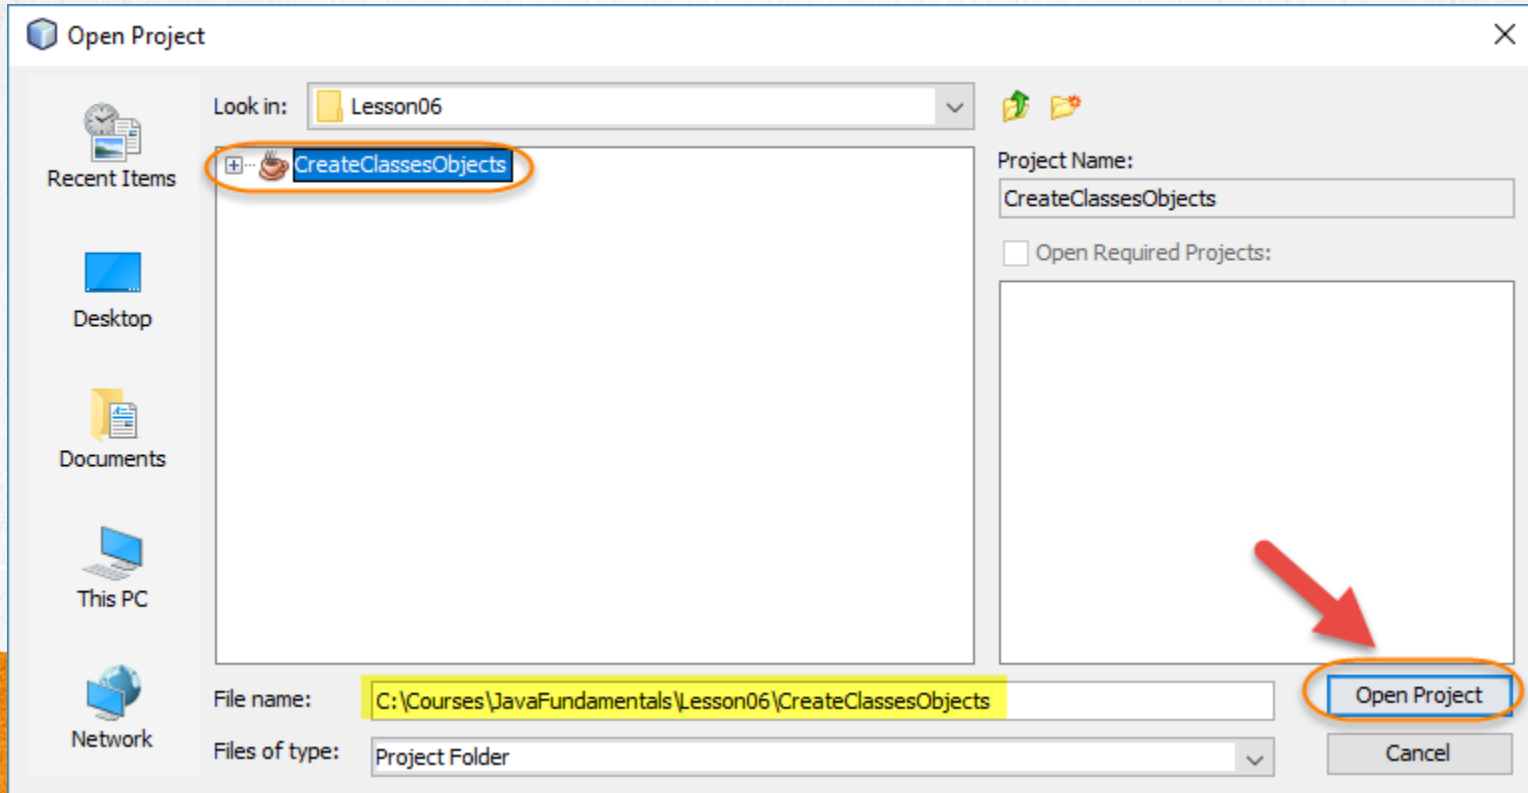 Open Project
Look in:
Lesson06
Recent Items
Desktop
Documents
This PC
Network
CreateClassesObjects
Project Name:
CreateClassesObjects
Open Required Projects:
File name:
C:\Courses\JavaFundamentals\Lesson06\CreateClassesObjects
Open Project
Files of type:
Project Folder
Cancel